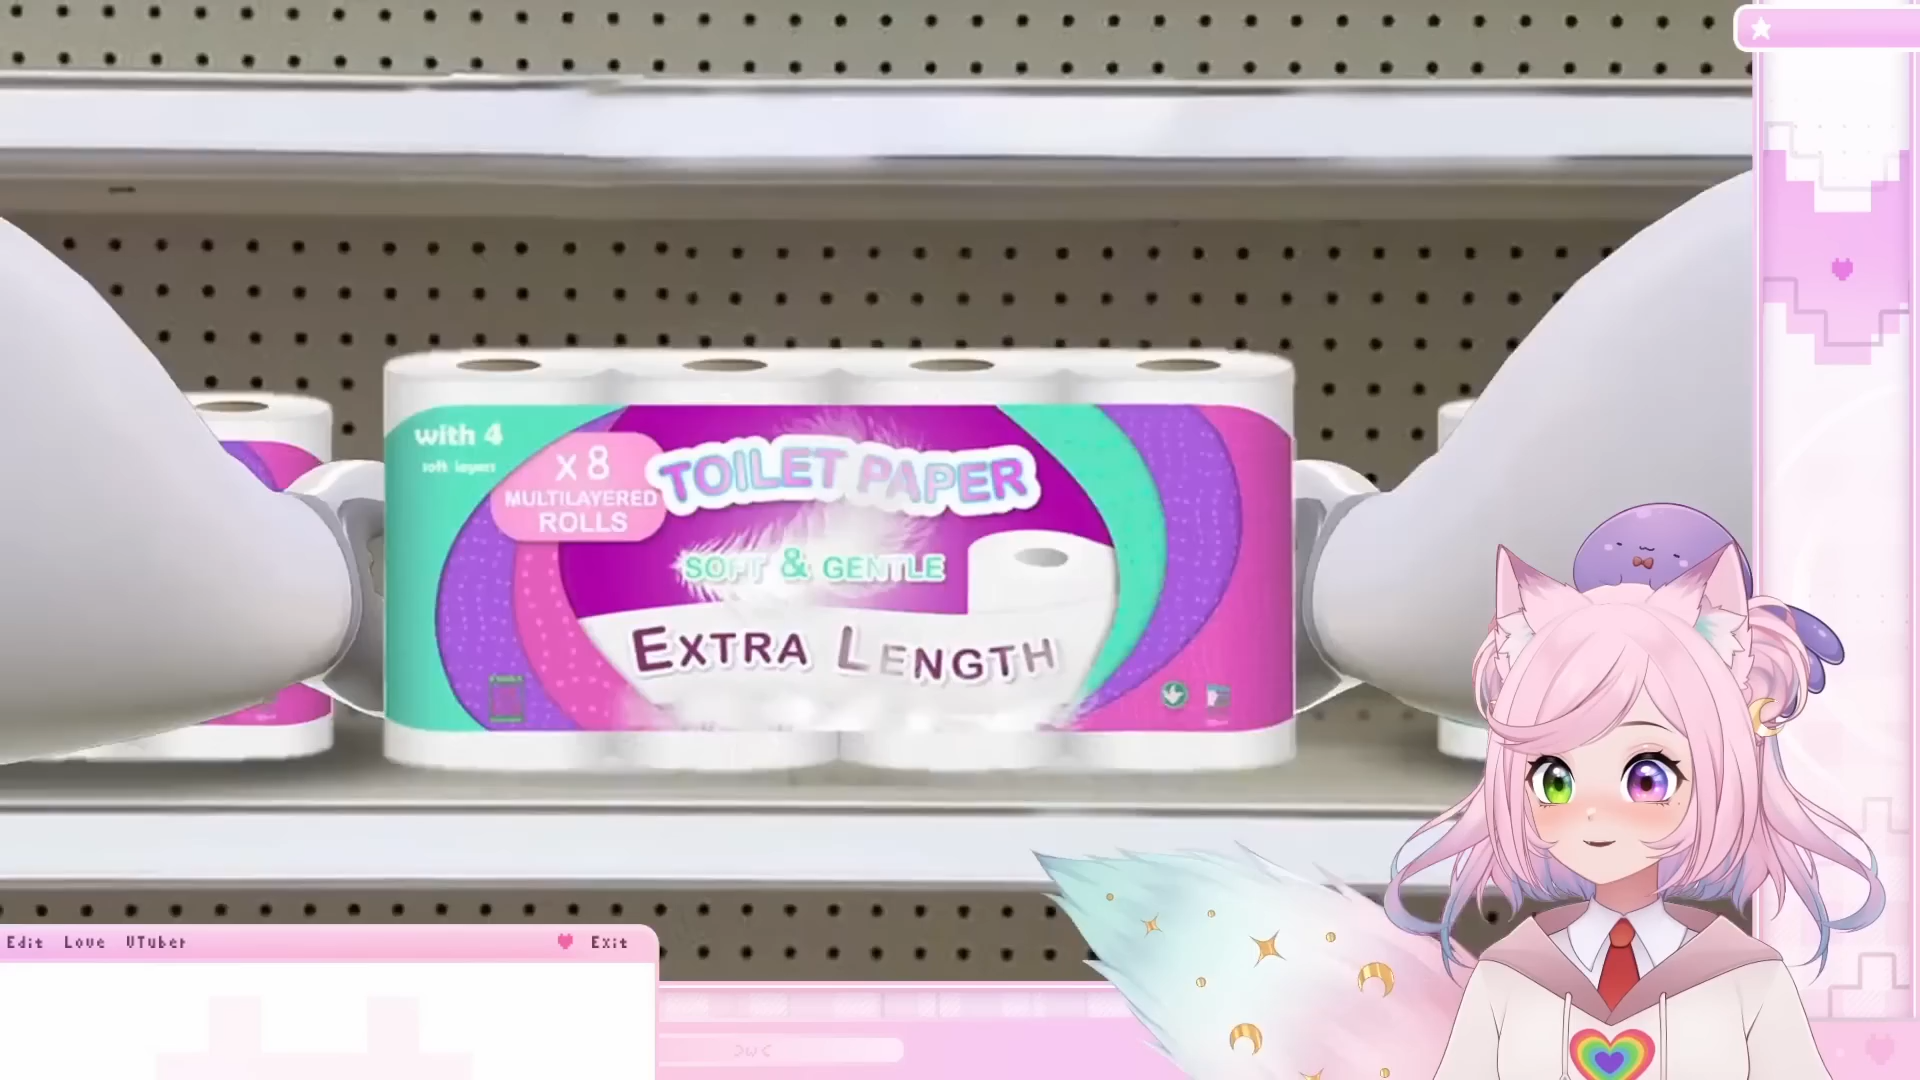 with 4
soft layers
x 8
MULTILAYERED
ROLLS
TOILET PAPER
SOFT & GENTLE
EXTRA LENGTH
Edit Love VTuber Exit